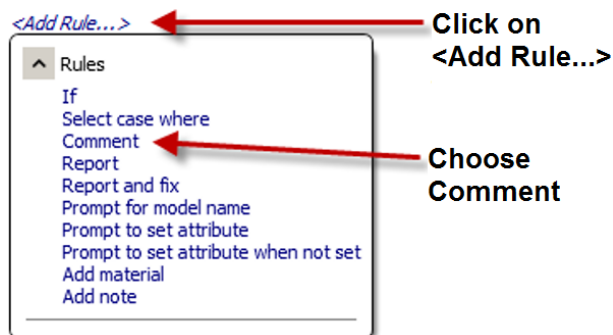 <Add Rule...>
Click on
<Add Rule...>
Rules
If
Select case where
Comment
Report
Report and fix
Prompt for model name
Prompt to set attribute
Prompt to set attribute when not set
Add material
Add note
Choose
Comment